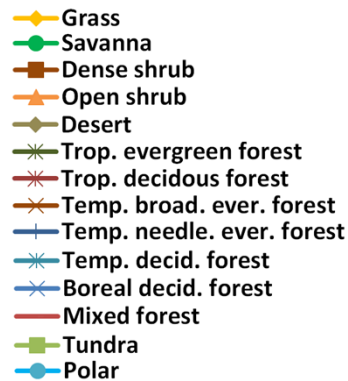 Grass
Savanna
Dense shrub
Open shrub
Desert
Trop. evergreen forest
Trop. decidous forest
Temp. broad. ever. forest
Temp. needle. ever. forest
Temp. decid. forest
Boreal decid. forest
Mixed forest
Tundra
Polar